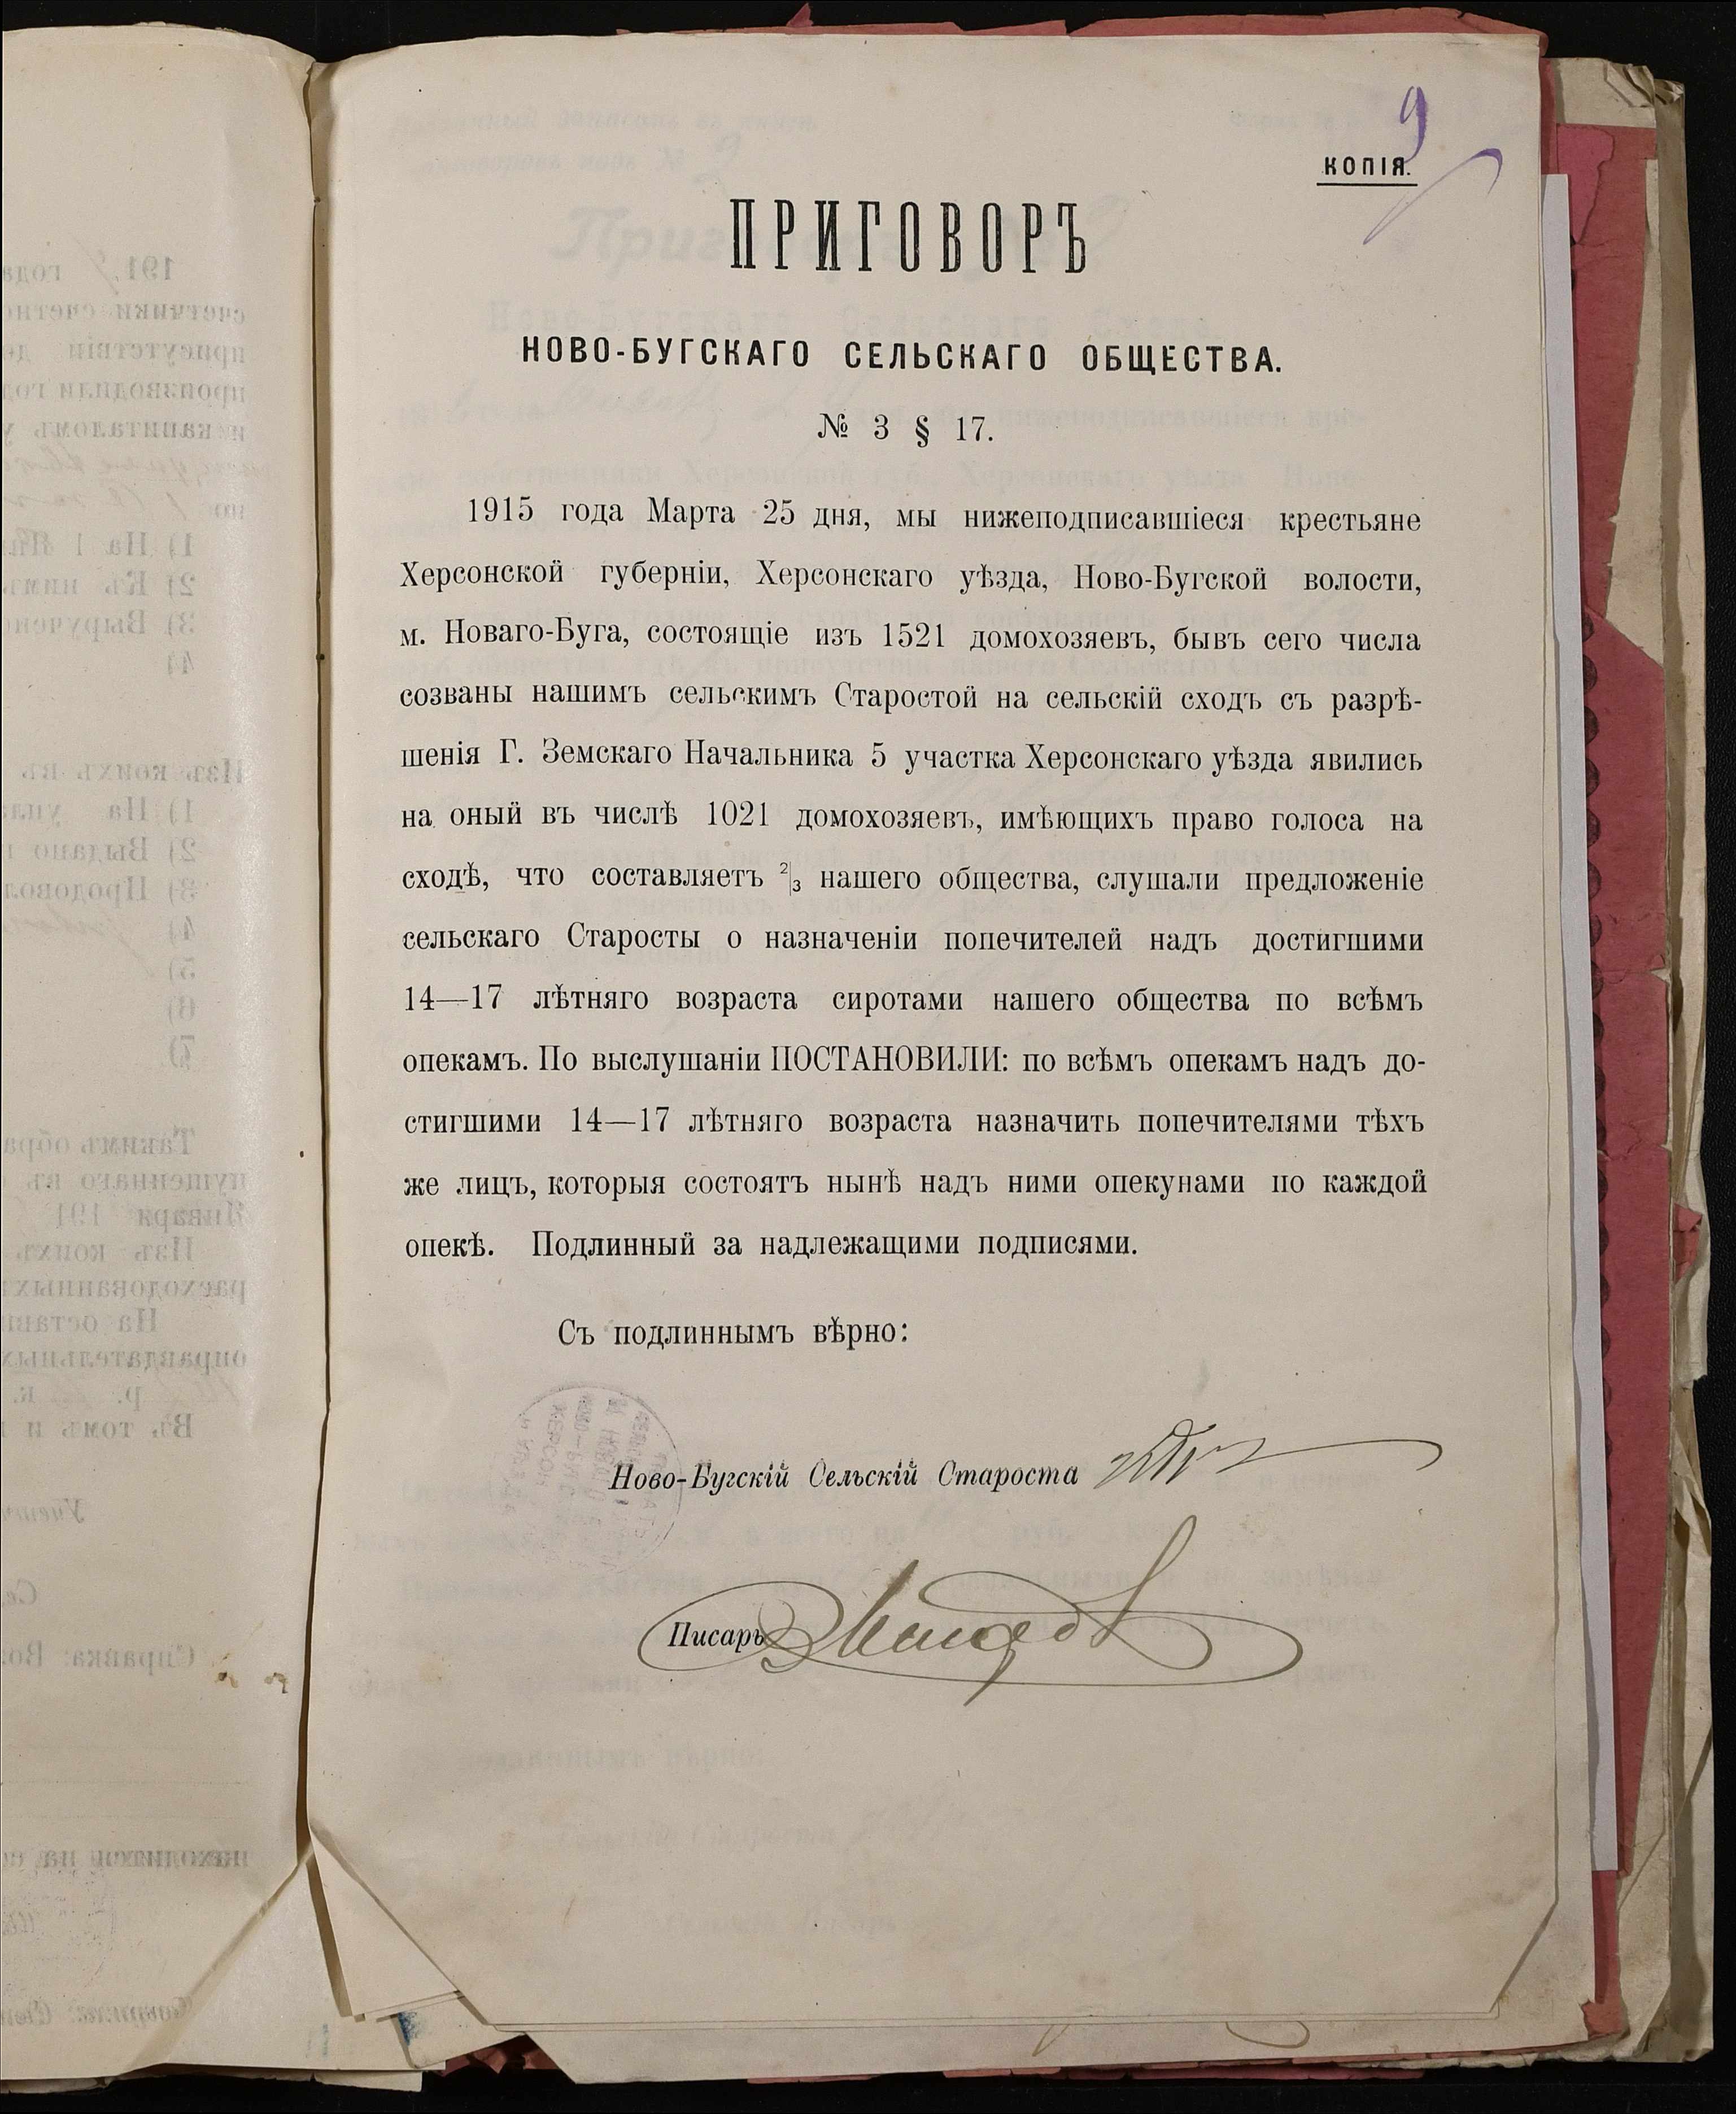 9
КОПІЯ.
ПРИГОВОРЪ
НОВО-БУГСКАГО СЕЛЬСКАГО ОБЩЕСТВА.
№ 3 § 17.
1915 года Марта 25 дня, мы нижеподписавшіеся крестьяне
Херсонской губерніи, Херсонскаго уѣзда, Ново-Бугской волости,
м. Новаго-Буга, состоящіе изъ 1521 домохозяевъ, бывъ сего числа
созваны нашимъ сельскимъ Старостой на сельскій сходъ съ разрѣ-
шенія Г. Земскаго Начальника 5 участка Херсонскаго уѣзда явились
на оный въ числѣ 1021 домохозяевъ, имѣющихъ право голоса на
сходѣ, что составляетъ 2/3 нашего общества, слушали предложеніе
сельскаго Старосты о назначеніи попечителей надъ достигшими
14—17 лѣтняго возраста сиротами нашего общества по всѣмъ
опекамъ. По выслушаніи ПОСТАНОВИЛИ: по всѣмъ опекамъ надъ до-
стигшими 14—17 лѣтняго возраста назначить попечителями тѣхъ
же лицъ, которыя состоятъ нынѣ надъ ними опекунами по каждой
опекѣ. Подлинный за надлежащими подписями.
Съ подлиннымъ вѣрно:
Ново-Бугскій Сельскій Староста
Писарь